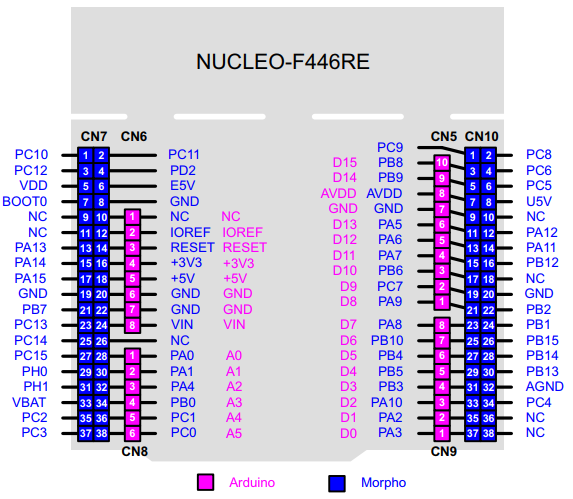 NUCLEO-F446RE
CN7 CN6 CN5 CN10
PC9
PC10 1 2 PC11 D15 PB8 10 1 2 PC8
PC12 3 4 PD2 D14 PB9 9 3 4 PC6
VDD 5 6 E5V AVDD AVDD 8 5 6 PC5
BOOT0 7 8 GND GND GND 7 7 8 U5V
NC 9 10 1 NC NC D13 PA5 6 9 10 NC
NC 11 12 2 IOREF IOREF D12 PA6 5 11 12 PA12
PA13 13 14 3 RESET RESET D11 PA7 4 13 14 PA11
PA14 15 16 4 +3V3 +3V3 D10 PB6 3 15 16 PB12
PA15 17 18 5 +5V +5V D9 PC7 2 17 18 NC
GND 19 20 6 GND GND D8 PA9 1 19 20 GND
PB7 21 22 7 GND GND 21 22 PB2
PC13 23 24 8 VIN VIN D7 PA8 8 23 24 PB1
PC14 25 26 NC D6 PB10 7 25 26 PB15
PC15 27 28 1 PA0 A0 D5 PB4 6 27 28 PB14
PH0 29 30 2 PA1 A1 D4 PB5 5 29 30 PB13
PH1 31 32 3 PA4 A2 D3 PB3 4 31 32 AGND
VBAT 33 34 4 PB0 A3 D2 PA10 3 33 34 PC4
PC2 35 36 5 PC1 A4 D1 PA2 2 35 36 NC
PC3 37 38 6 PC0 A5 D0 PA3 1 37 38 NC
CN8 CN9
Arduino Morpho